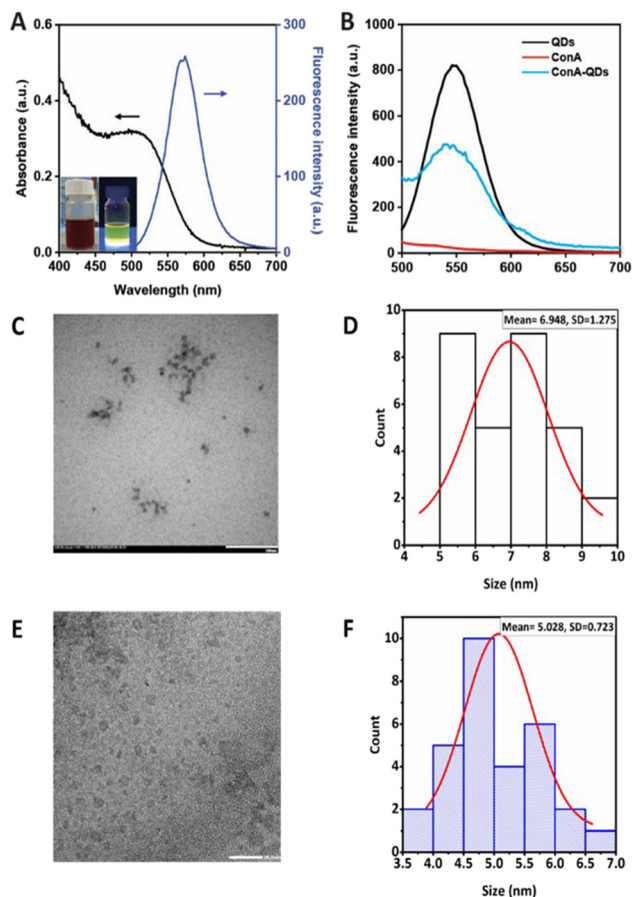 A
Absorbance (a.u.)
0.6
0.4
0.2
0.0
300
200
100
0
Fluorescence intensity (a.u.)
400 450 500 550 600 650 700
Wavelength (nm)
B
Fluorescence intensity (a.u.)
1000
800
600
400
200
0
QDs
ConA
ConA-QDs
500 550 600 650 700
C
D
Mean= 6.948, SD=1.275
Count
10
8
6
4
2
0
4 5 6 7 8 9 10
Size (nm)
E
F
Mean= 5.028, SD=0.723
Count
10
8
6
4
2
0
3.5 4.0 4.5 5.0 5.5 6.0 6.5 7.0
Size (nm)